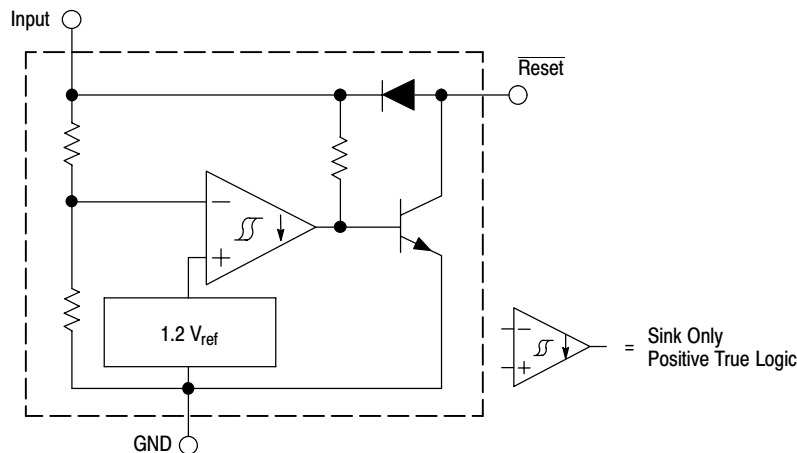 Input
Reset
−
+
1.2 Vref
GND
−
+
= Sink Only
Positive True Logic